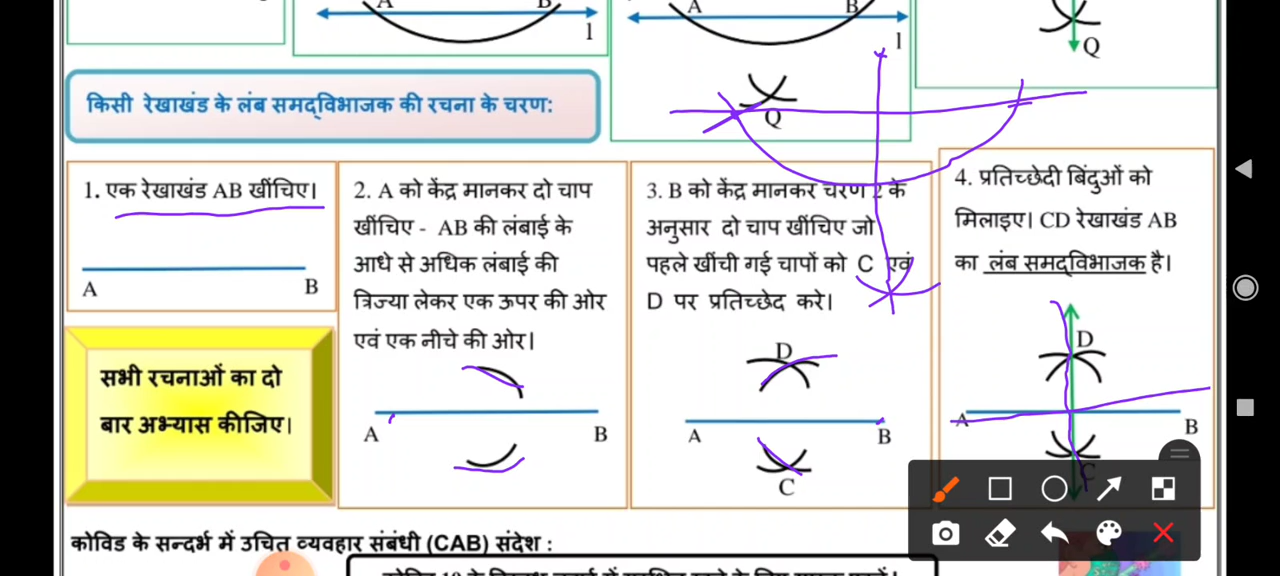 A B
l
A B
l
Q
Q
किसी रेखाखंड के लंब समद्विभाजक की रचना के चरण:
1. एक रेखाखंड AB खींचिए।
A B
2. A को केंद्र मानकर दो चाप
खींचिए - AB की लंबाई के
आधे से अधिक लंबाई की
त्रिज्या लेकर एक ऊपर की ओर
एवं एक नीचे की ओर।
A B
3. B को केंद्र मानकर चरण 2 के
अनुसार दो चाप खींचिए जो
पहले खींची गई चापों को C एवं
D पर प्रतिच्छेद करे।
D
A B
C
4. प्रतिच्छेदी बिंदुओं को
मिलाइए। CD रेखाखंड AB
का लंब समद्विभाजक है।
D
A B
C
सभी रचनाओं का दो
बार अभ्यास कीजिए।
कोविड के सन्दर्भ में उचित व्यवहार संबंधी (CAB) संदेश :